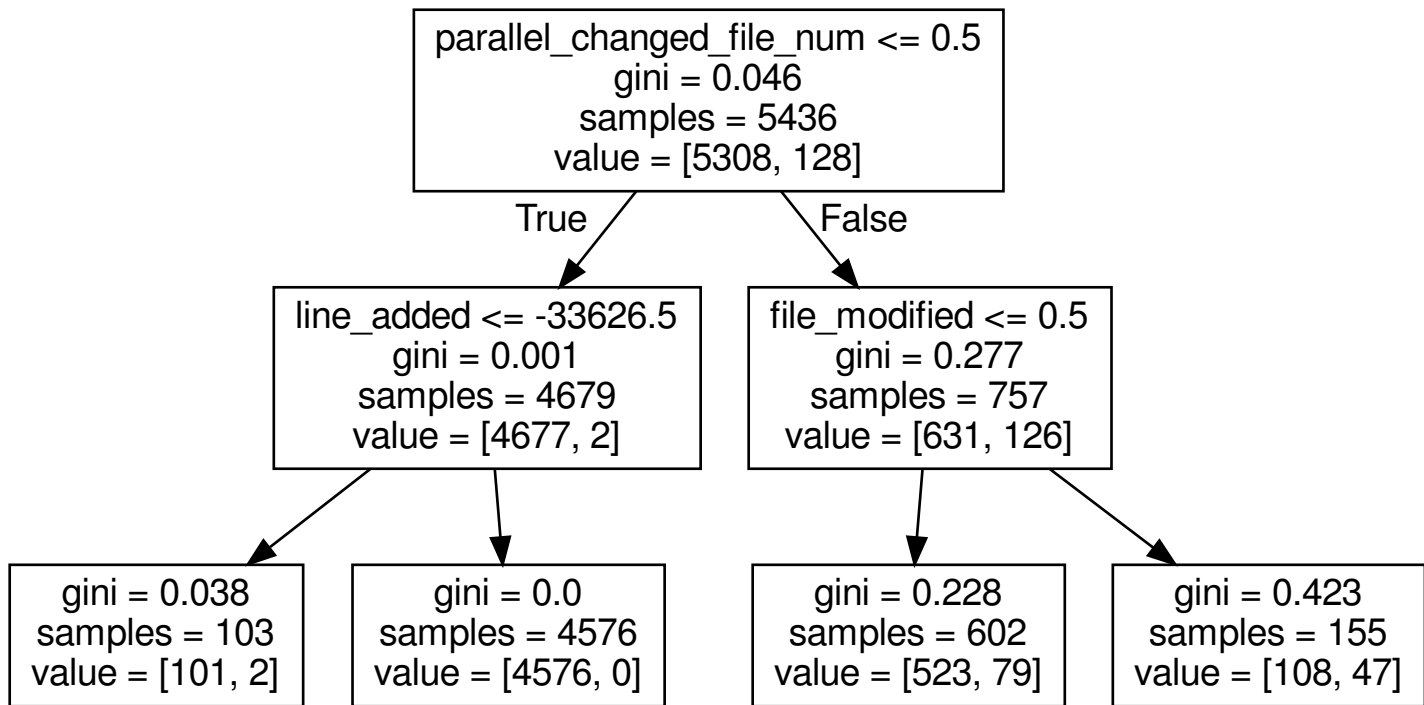 parallel_changed_file_num <= 0.5
gini = 0.046
samples = 5436
value = [5308, 128]
True
False
line_added <= -33626.5
gini = 0.001
samples = 4679
value = [4677, 2]
file_modified <= 0.5
gini = 0.277
samples = 757
value = [631, 126]
gini = 0.038
samples = 103
value = [101, 2]
gini = 0.0
samples = 4576
value = [4576, 0]
gini = 0.228
samples = 602
value = [523, 79]
gini = 0.423
samples = 155
value = [108, 47]